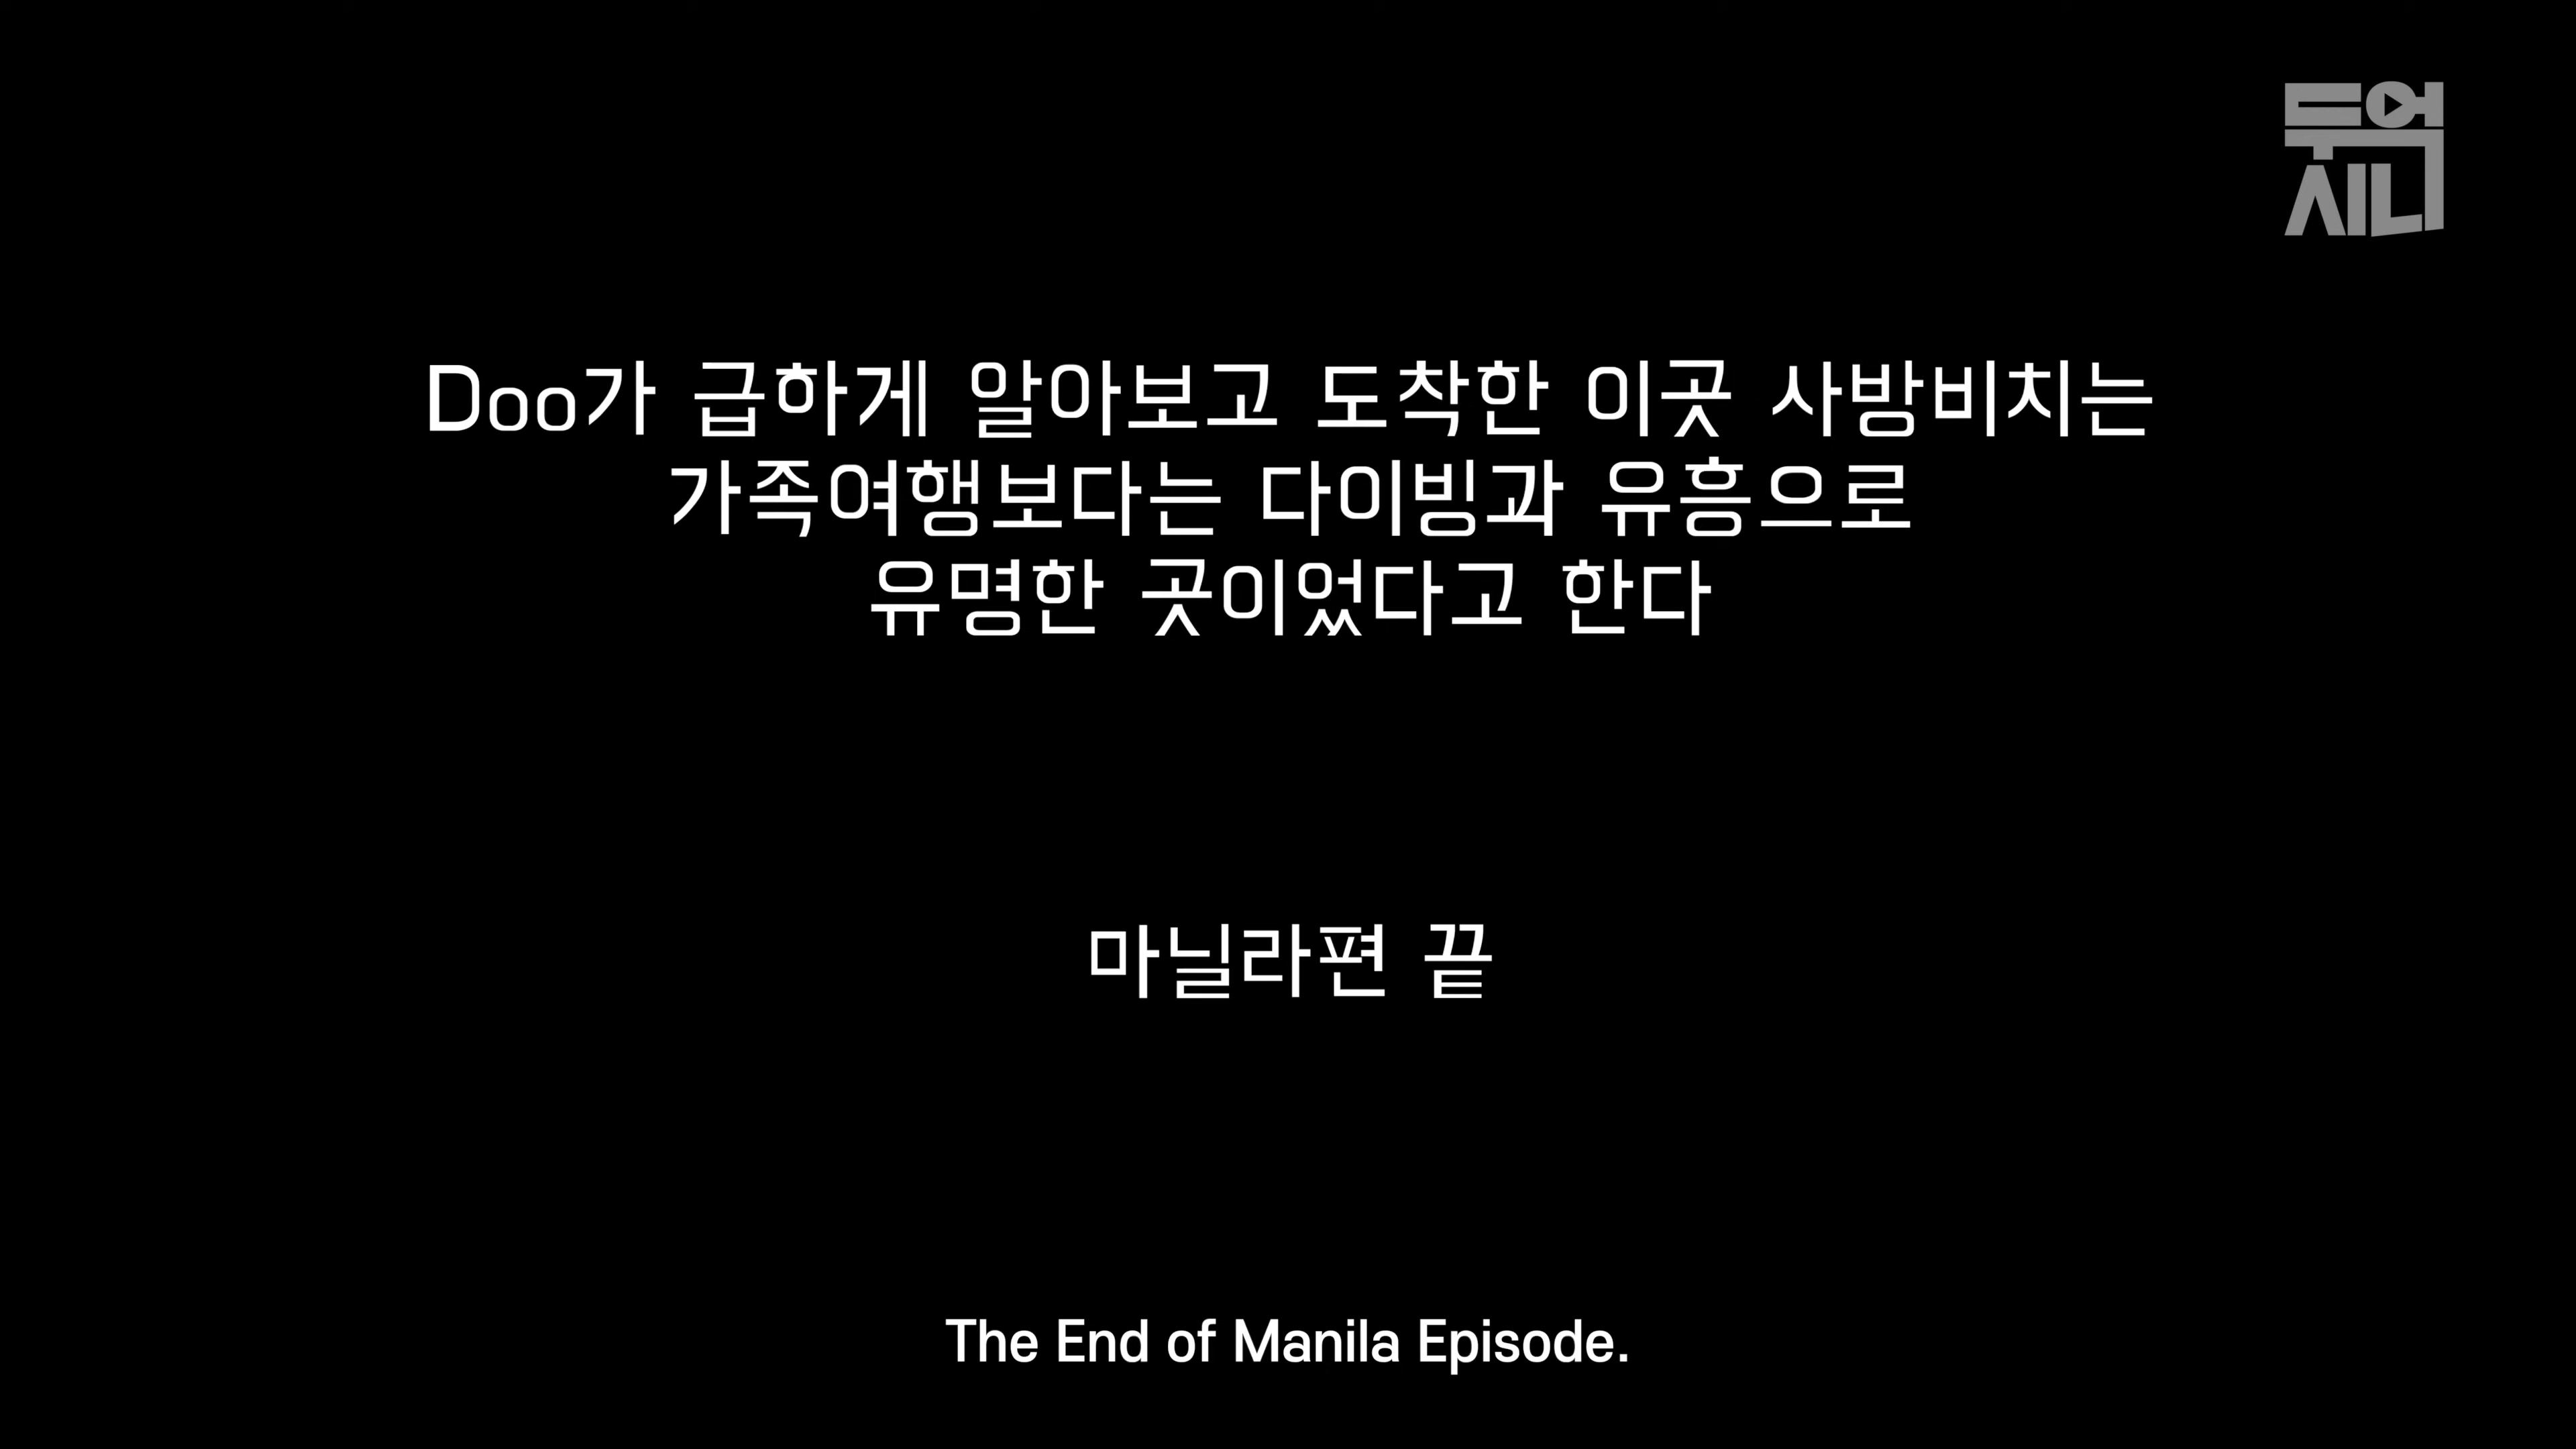 두여
시니
Doo가 급하게 알아보고 도착한 이곳 사방비치는
가족여행보다는 다이빙과 유흥으로
유명한 곳이었다고 한다
마닐라편 끝
The End of Manila Episode.